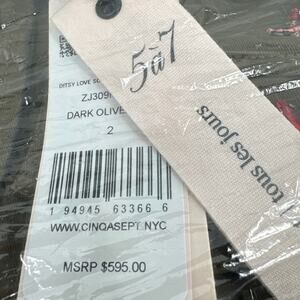 DITSY LOVE
ZJ309
DARK OLIVE
2
1 94945 63366 6
WWW.CINQASEPT.NYC
MSRP $595.00
5à7
tous les jours